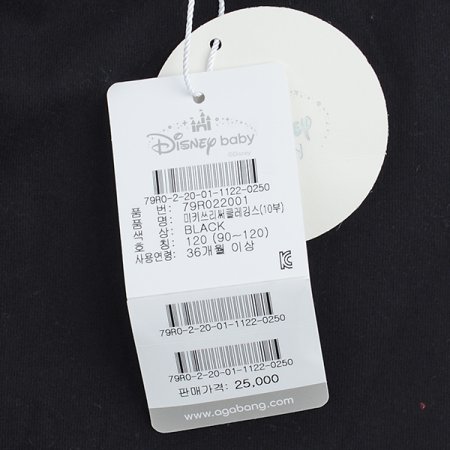 Disney baby
©Disney
79R0-2-20-01-1122-0250
품 번: 79R022001
품 명: 미키쓰리써클레깅스(10부)
색 상: BLACK
호 칭: 120 (90~120)
사용연령: 36개월 이상
79R0-2-20-01-1122-0250
79R0-2-20-01-1122-0250
판매가격: 25,000
www.agabang.com